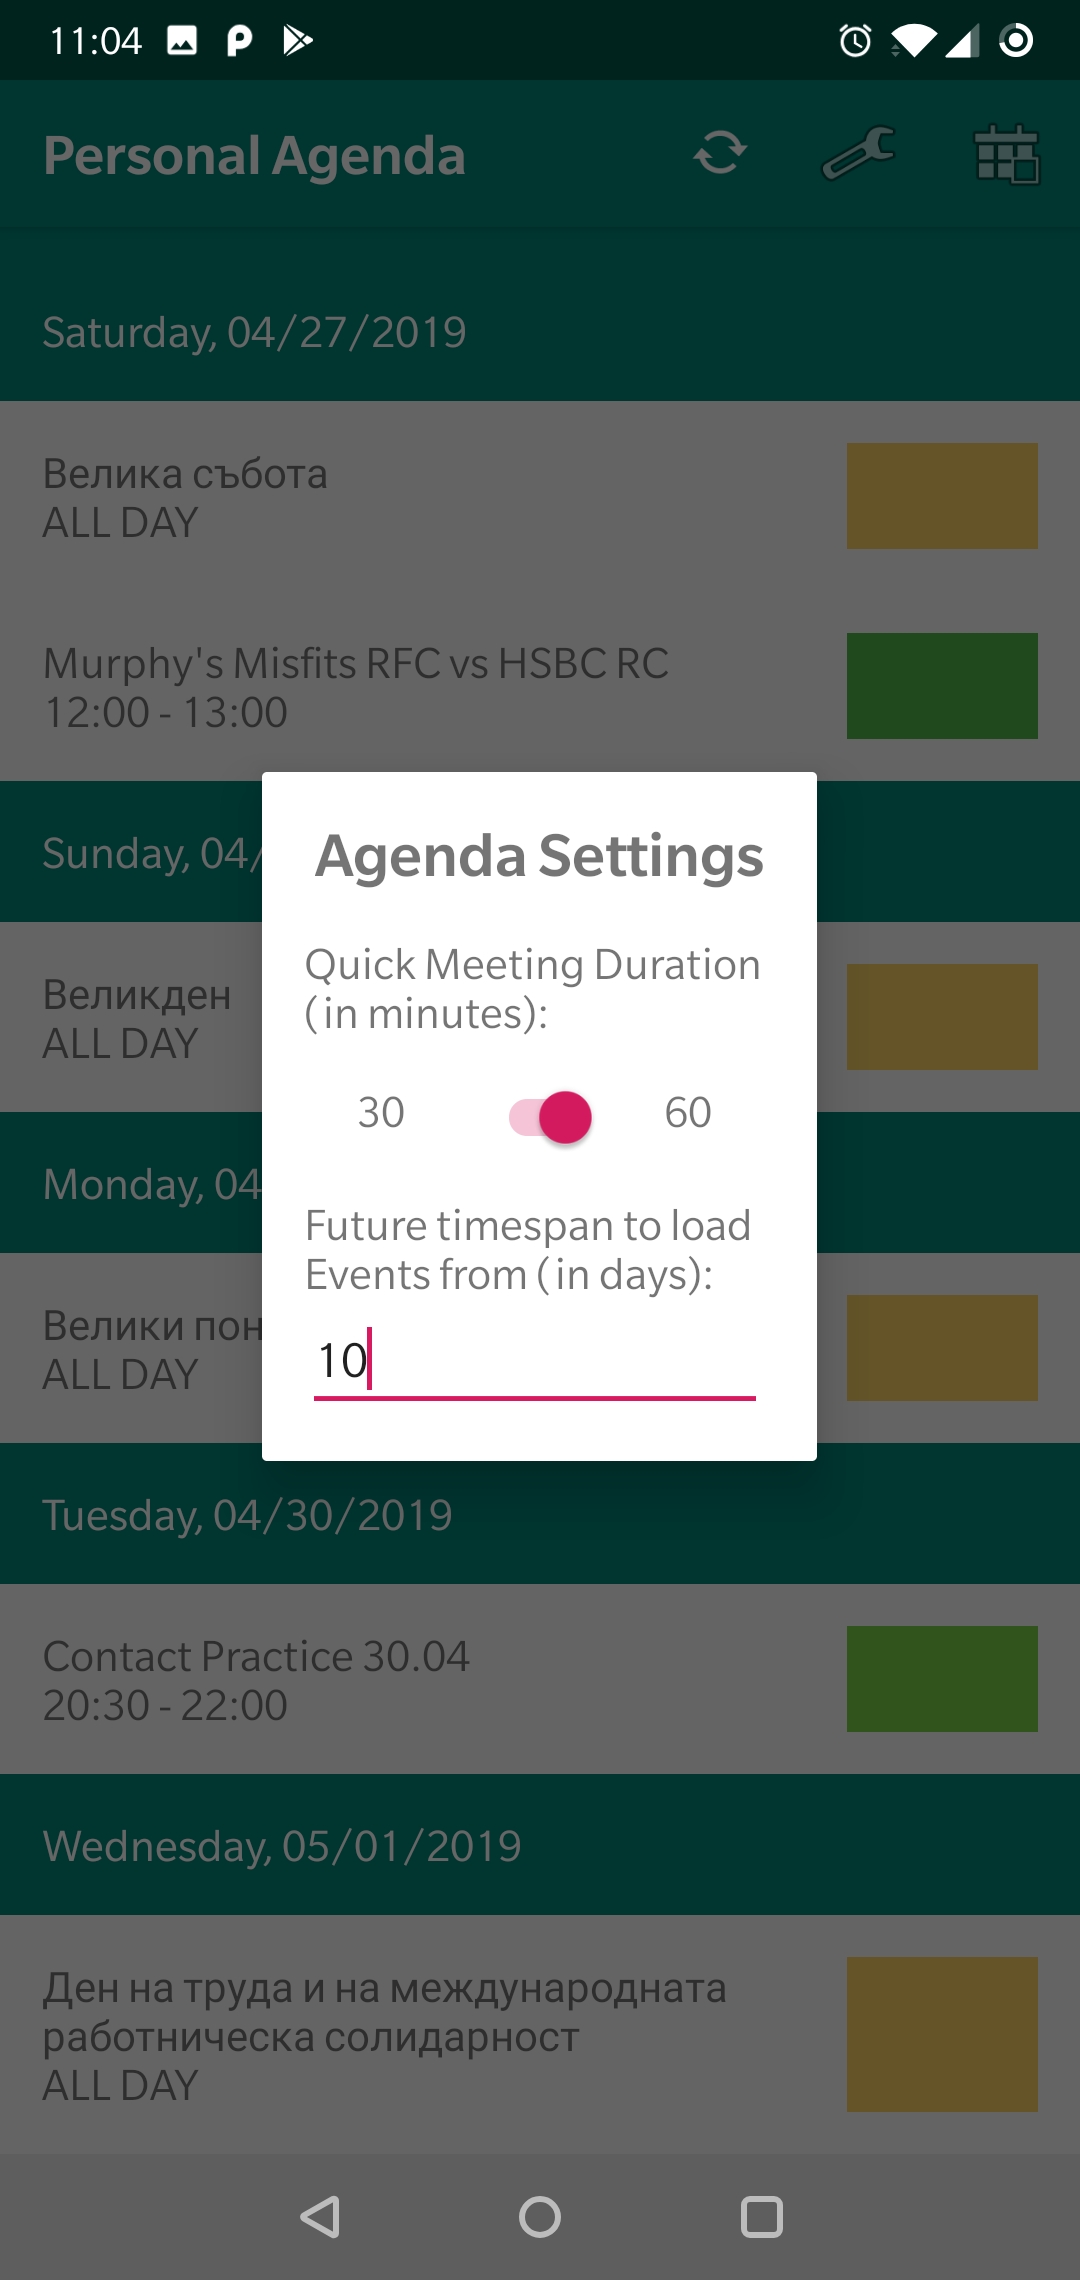 11:04
Personal Agenda
Saturday, 04/27/2019
Велика събота
ALL DAY
Murphy's Misfits RFC vs HSBC RC
12:00 - 13:00
Sunday, 04/
Великден
ALL DAY
Monday, 04
Велики пон
ALL DAY
Agenda Settings
Quick Meeting Duration
(in minutes):
30 60
Future timespan to load
Events from (in days):
10
Tuesday, 04/30/2019
Contact Practice 30.04
20:30 - 22:00
Wednesday, 05/01/2019
Ден на труда и на международната
работническа солидарност
ALL DAY